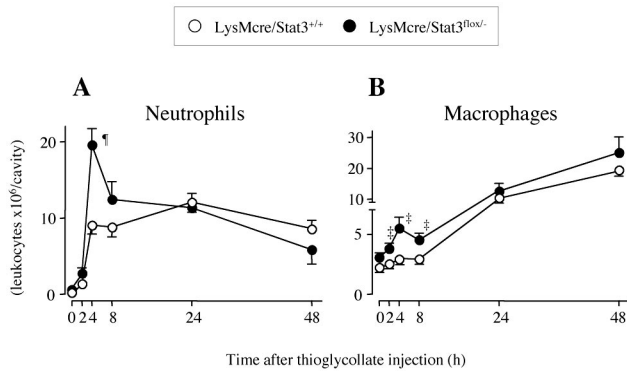 LysMcre/Stat3+/+ LysMcre/Stat3flox/-
A B
Neutrophils Macrophages
(leukocytes x10⁶/cavity)
20
10
0
¶
0 2 4 8 24 48
30
20
10
5
0
‡ ‡ ‡
0 2 4 8 24 48
Time after thioglycollate injection (h)